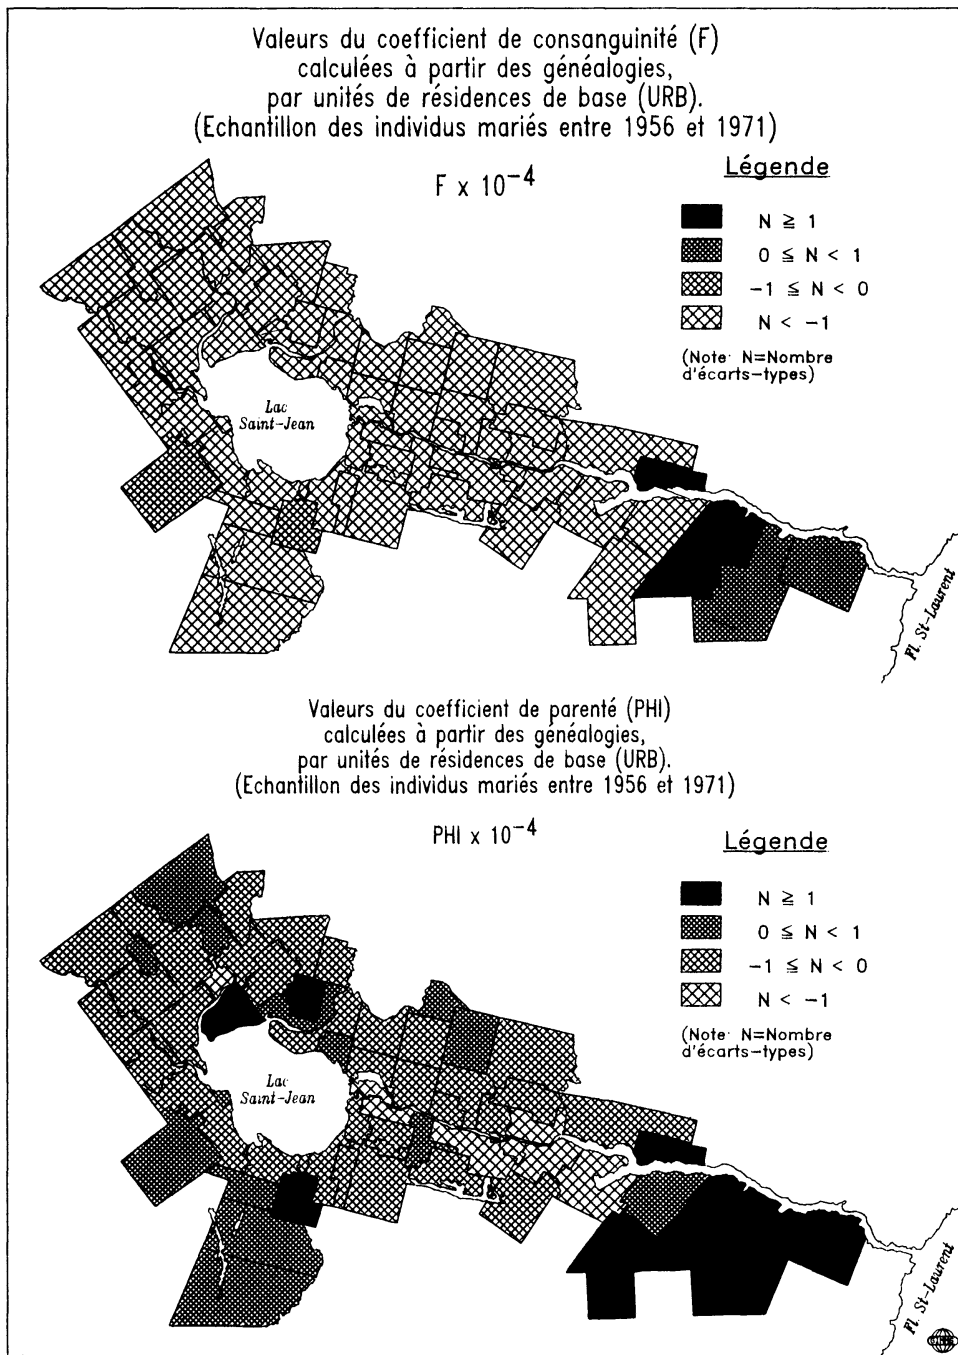 Valeurs du coefficient de consanguinité (F)
calculées à partir des généalogies,
par unités de résidences de base (URB).
(Echantillon des individus mariés entre 1956 et 1971)
F x 10⁻⁴
Légende
N ≧ 1
0 ≦ N < 1
-1 ≦ N < 0
N < -1
(Note: N=Nombre
d'écarts-types)
Lac
Saint-Jean
Fl. St-Laurent
Valeurs du coefficient de parenté (PHI)
calculées à partir des généalogies,
par unités de résidences de base (URB).
(Echantillon des individus mariés entre 1956 et 1971)
PHI x 10⁻⁴
Légende
N ≧ 1
0 ≦ N < 1
-1 ≦ N < 0
N < -1
(Note: N=Nombre
d'écarts-types)
Lac
Saint-Jean
Fl. St-Laurent